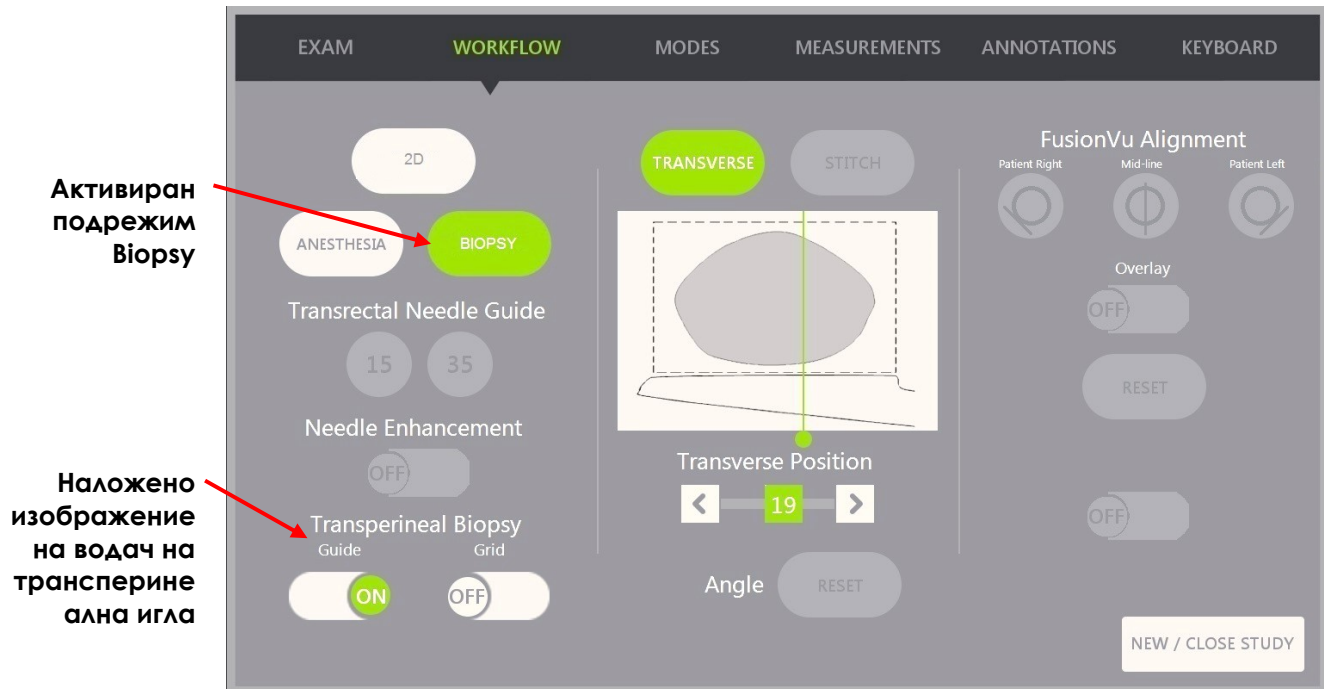 EXAM WORKFLOW MODES MEASUREMENTS ANNOTATIONS KEYBOARD
Активиран
подрежим
Biopsy
Наложено
изображение
на водач на
трансперине
ална игла
2D
ANESTHESIA BIOPSY
Transrectal Needle Guide
15 35
Needle Enhancement
OFF
Transperineal Biopsy
Guide Grid
ON OFF
TRANSVERSE STITCH
Transverse Position
< 19 >
Angle RESET
FusionVu Alignment
Patient Right Mid-line Patient Left
Overlay
OFF
RESET
OFF
NEW / CLOSE STUDY